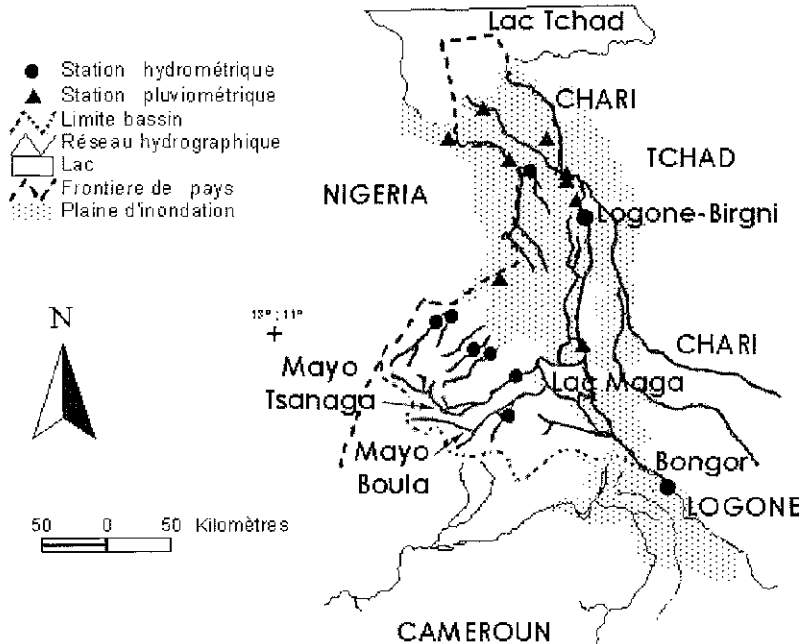 Lac Tchad
Station hydrométrique
Station pluviométrique
Limite bassin
Réseau hydrographique
Lac
Frontiere de pays
Plaine d'inondation
CHARI
TCHAD
NIGERIA
Logone-Birgni
13° ; 11°
N
CHARI
Mayo
Tsanaga
Lac Maga
Mayo
Boula
Bongor
LOGONE
50 0 50 Kilomètres
CAMEROUN